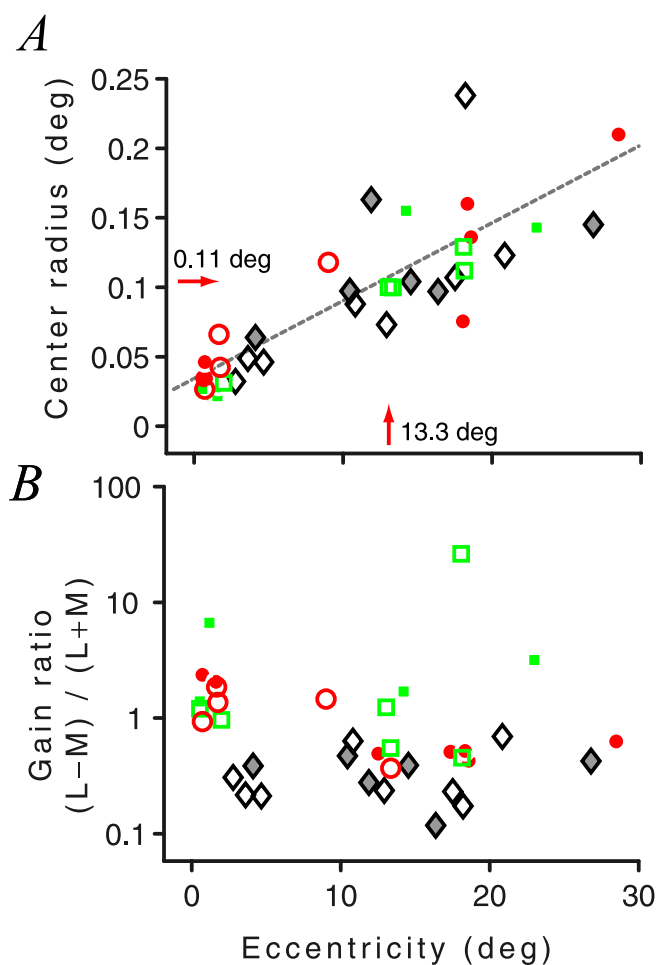 A
Center radius (deg)
0.25
0.2
0.15
0.1
0.05
0
0.11 deg
13.3 deg
B
Gain ratio
(L−M) / (L+M)
100
10
1
0.1
0 10 20 30
Eccentricity (deg)